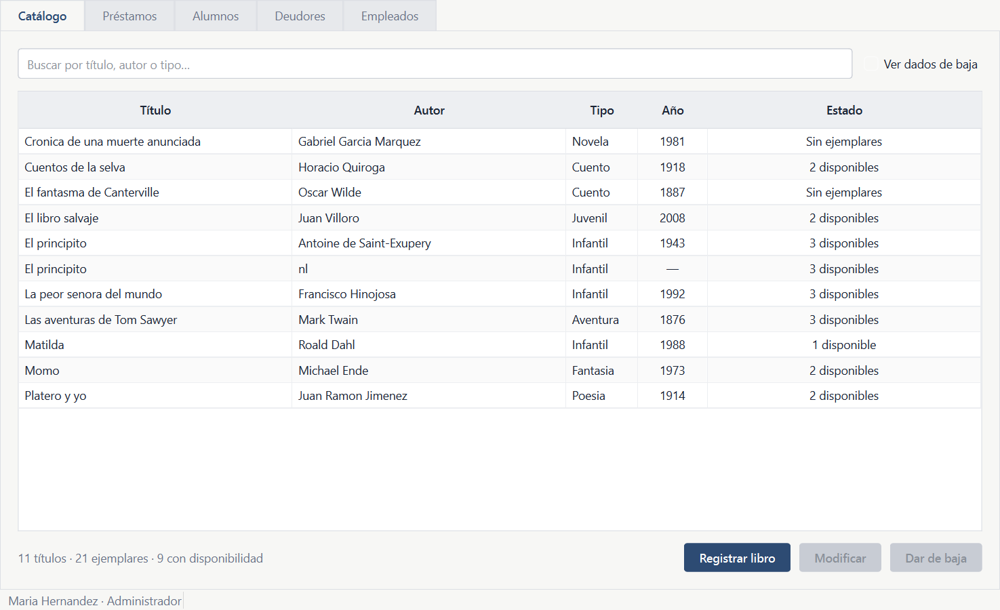 Catálogo Préstamos Alumnos Deudores Empleados
Buscar por título, autor o tipo... Ver dados de baja
Título Autor Tipo Año Estado
Cronica de una muerte anunciada Gabriel Garcia Marquez Novela 1981 Sin ejemplares
Cuentos de la selva Horacio Quiroga Cuento 1918 2 disponibles
El fantasma de Canterville Oscar Wilde Cuento 1887 Sin ejemplares
El libro salvaje Juan Villoro Juvenil 2008 2 disponibles
El principito Antoine de Saint-Exupery Infantil 1943 3 disponibles
El principito nl Infantil — 3 disponibles
La peor senora del mundo Francisco Hinojosa Infantil 1992 3 disponibles
Las aventuras de Tom Sawyer Mark Twain Aventura 1876 3 disponibles
Matilda Roald Dahl Infantil 1988 1 disponible
Momo Michael Ende Fantasia 1973 2 disponibles
Platero y yo Juan Ramon Jimenez Poesia 1914 2 disponibles
11 títulos · 21 ejemplares · 9 con disponibilidad Registrar libro Modificar Dar de baja
Maria Hernandez · Administrador